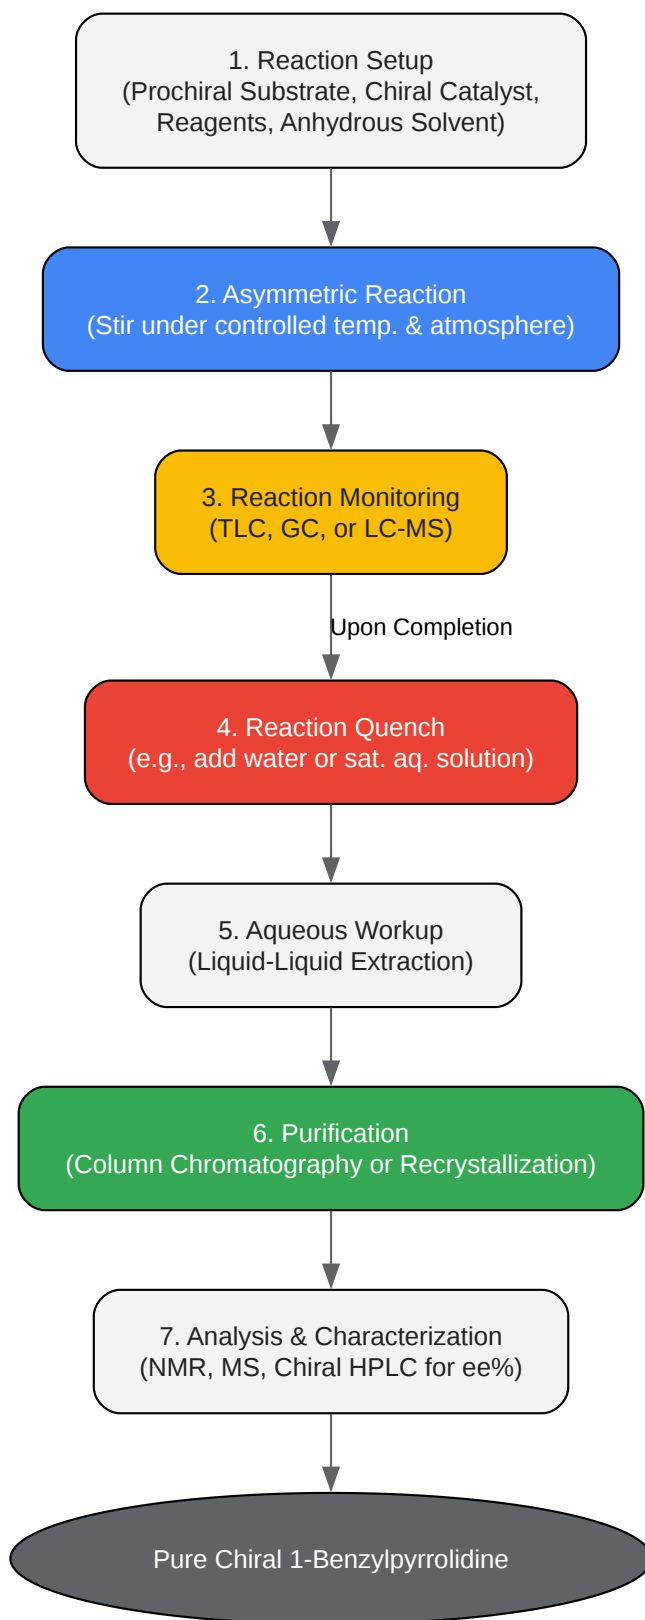 1. Reaction Setup
(Prochiral Substrate, Chiral Catalyst,
Reagents, Anhydrous Solvent)
2. Asymmetric Reaction
(Stir under controlled temp. & atmosphere)
3. Reaction Monitoring
(TLC, GC, or LC-MS)
Upon Completion
4. Reaction Quench
(e.g., add water or sat. aq. solution)
5. Aqueous Workup
(Liquid-Liquid Extraction)
6. Purification
(Column Chromatography or Recrystallization)
7. Analysis & Characterization
(NMR, MS, Chiral HPLC for ee%)
Pure Chiral 1-Benzylpyrrolidine